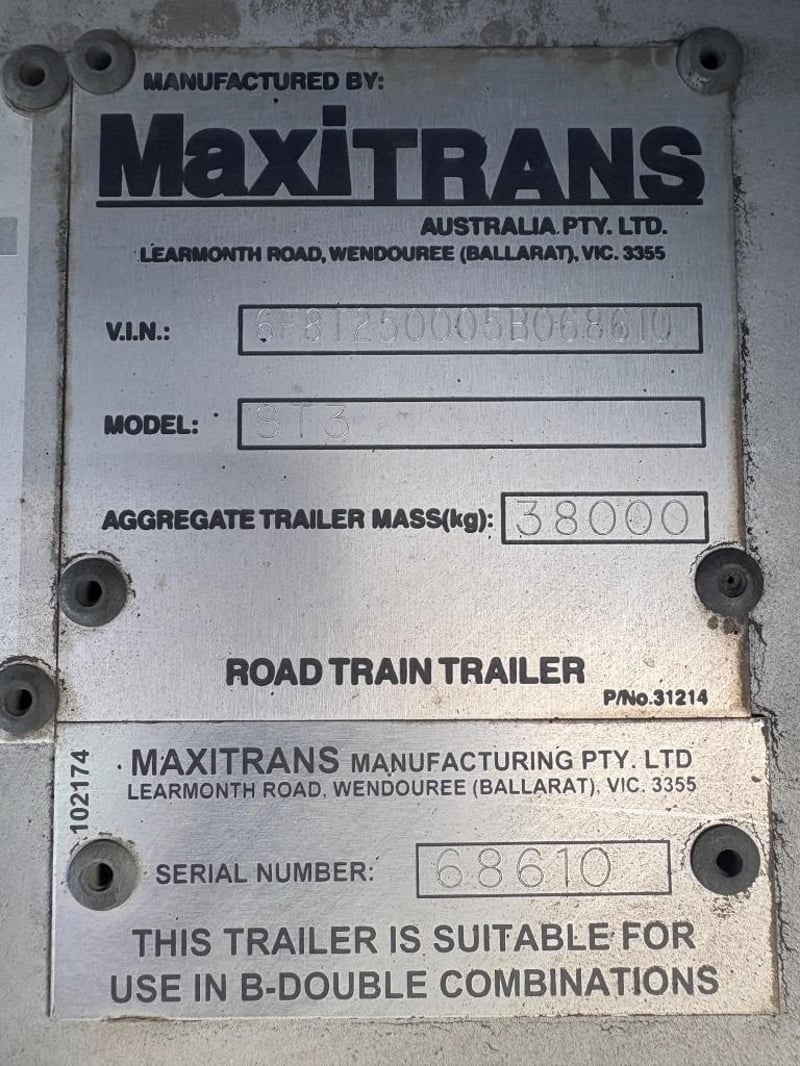 MANUFACTURED BY:
MaxiTRANS
AUSTRALIA PTY. LTD.
LEARMONTH ROAD, WENDOUREE (BALLARAT), VIC. 3355
V.I.N.: 6F8T250005B068610
MODEL: ST3
AGGREGATE TRAILER MASS(kg): 38000
ROAD TRAIN TRAILER
P/No.31214
102174
MAXITRANS MANUFACTURING PTY. LTD
LEARMONTH ROAD, WENDOUREE (BALLARAT), VIC. 3355
SERIAL NUMBER: 68610
THIS TRAILER IS SUITABLE FOR
USE IN B-DOUBLE COMBINATIONS